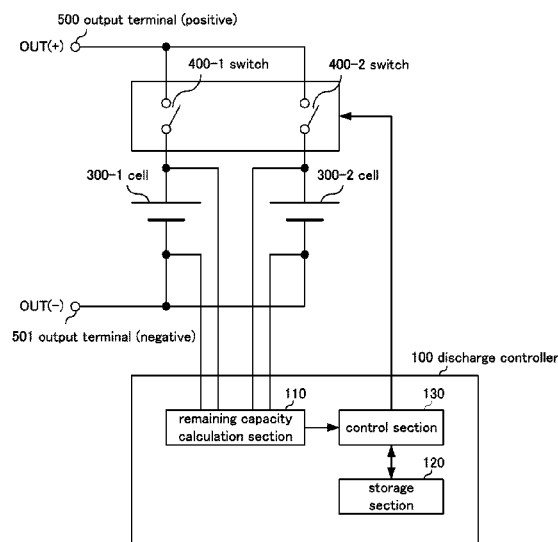 500 output terminal (positive)
OUT(+)
400-1 switch
400-2 switch
300-1 cell
300-2 cell
OUT(-)
501 output terminal (negative)
100 discharge controller
110
130
remaining capacity
calculation section
control section
120
storage
section